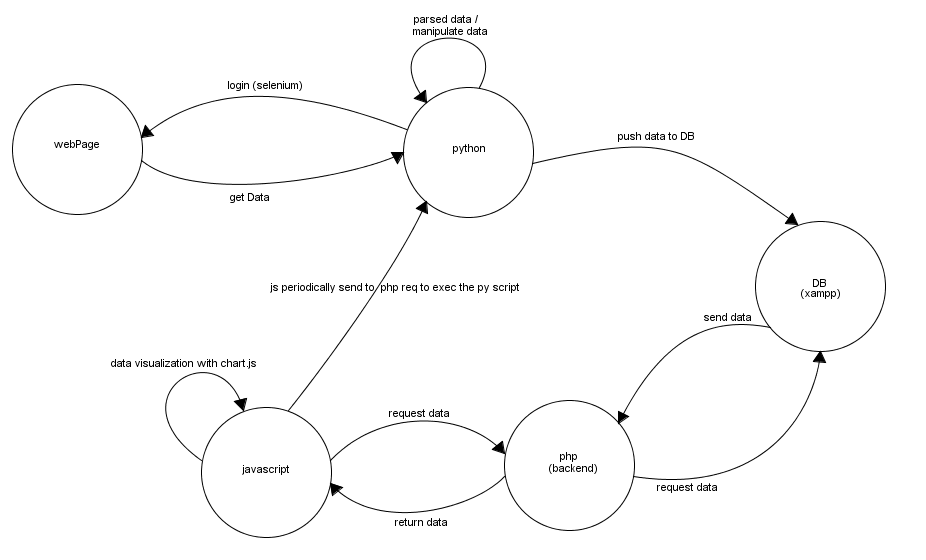 parsed data /
manipulate data
login (selenium)
webPage
python
push data to DB
get Data
js periodically send to php req to exec the py script
DB
(xampp)
send data
data visualization with chart.js
request data
javascript
php
(backend)
request data
return data